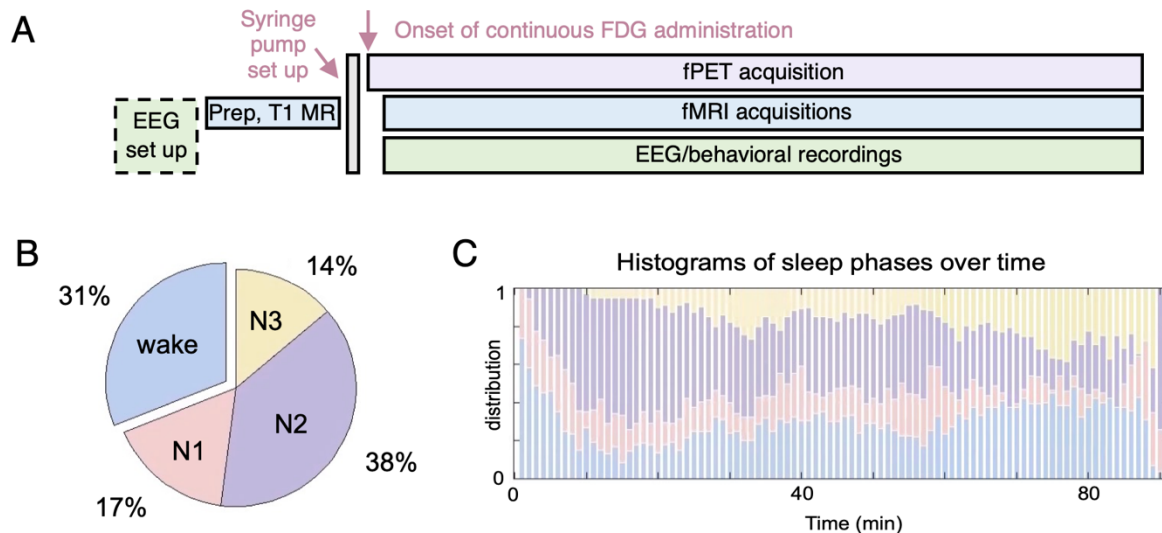 A
Syringe
pump
set up
Onset of continuous FDG administration
fPET acquisition
EEG
set up
Prep, T1 MR
fMRI acquisitions
EEG/behavioral recordings
B
14%
31%
N3
wake
N2
N1
38%
17%
C
Histograms of sleep phases over time
1
distribution
0
0
40
80
Time (min)